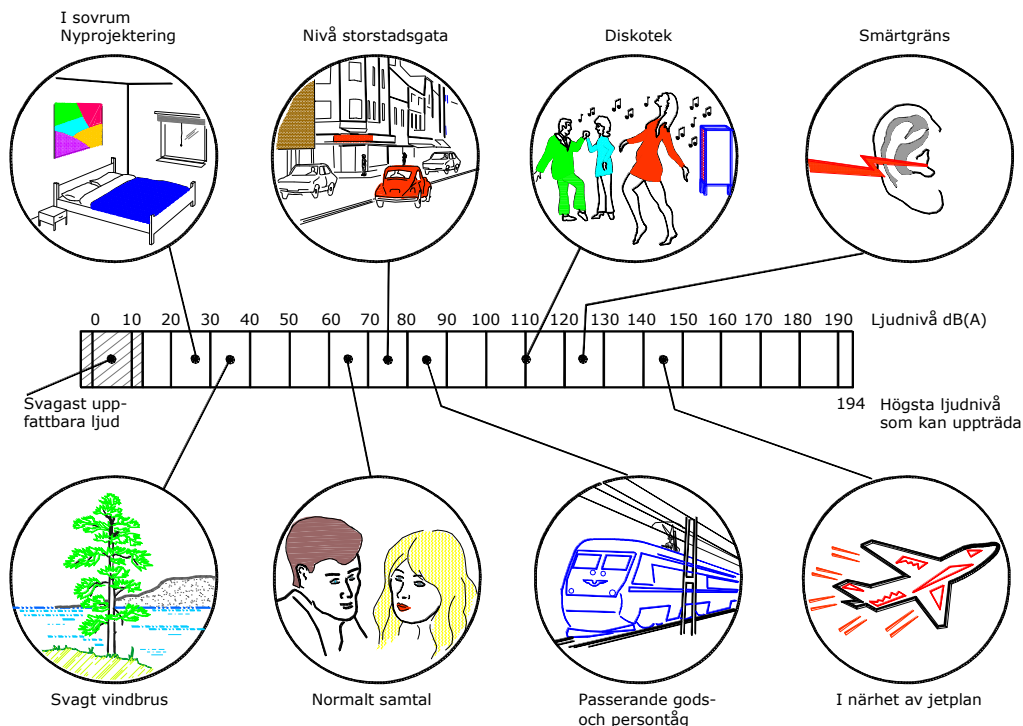 I sovrum
Nyprojektering
Nivå storstadsgata
Diskotek
Smärtgräns
0 10 20 30 40 50 60 70 80 90 100 110 120 130 140 150 160 170 180 190 Ljudnivå dB(A)
Svagast upp-
fattbara ljud
194 Högsta ljudnivå
som kan uppträda
Svagt vindbrus
Normalt samtal
Passerande gods-
och persontåg
I närhet av jetplan